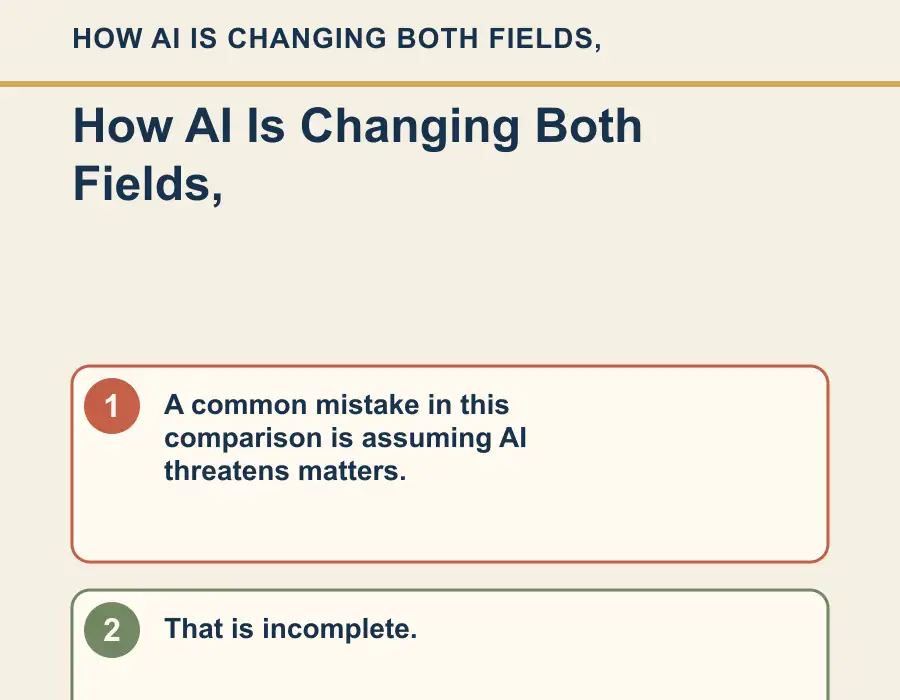 HOW AI IS CHANGING BOTH FIELDS,
How AI Is Changing Both
Fields,
1
A common mistake in this
comparison is assuming AI
threatens matters.
2
That is incomplete.